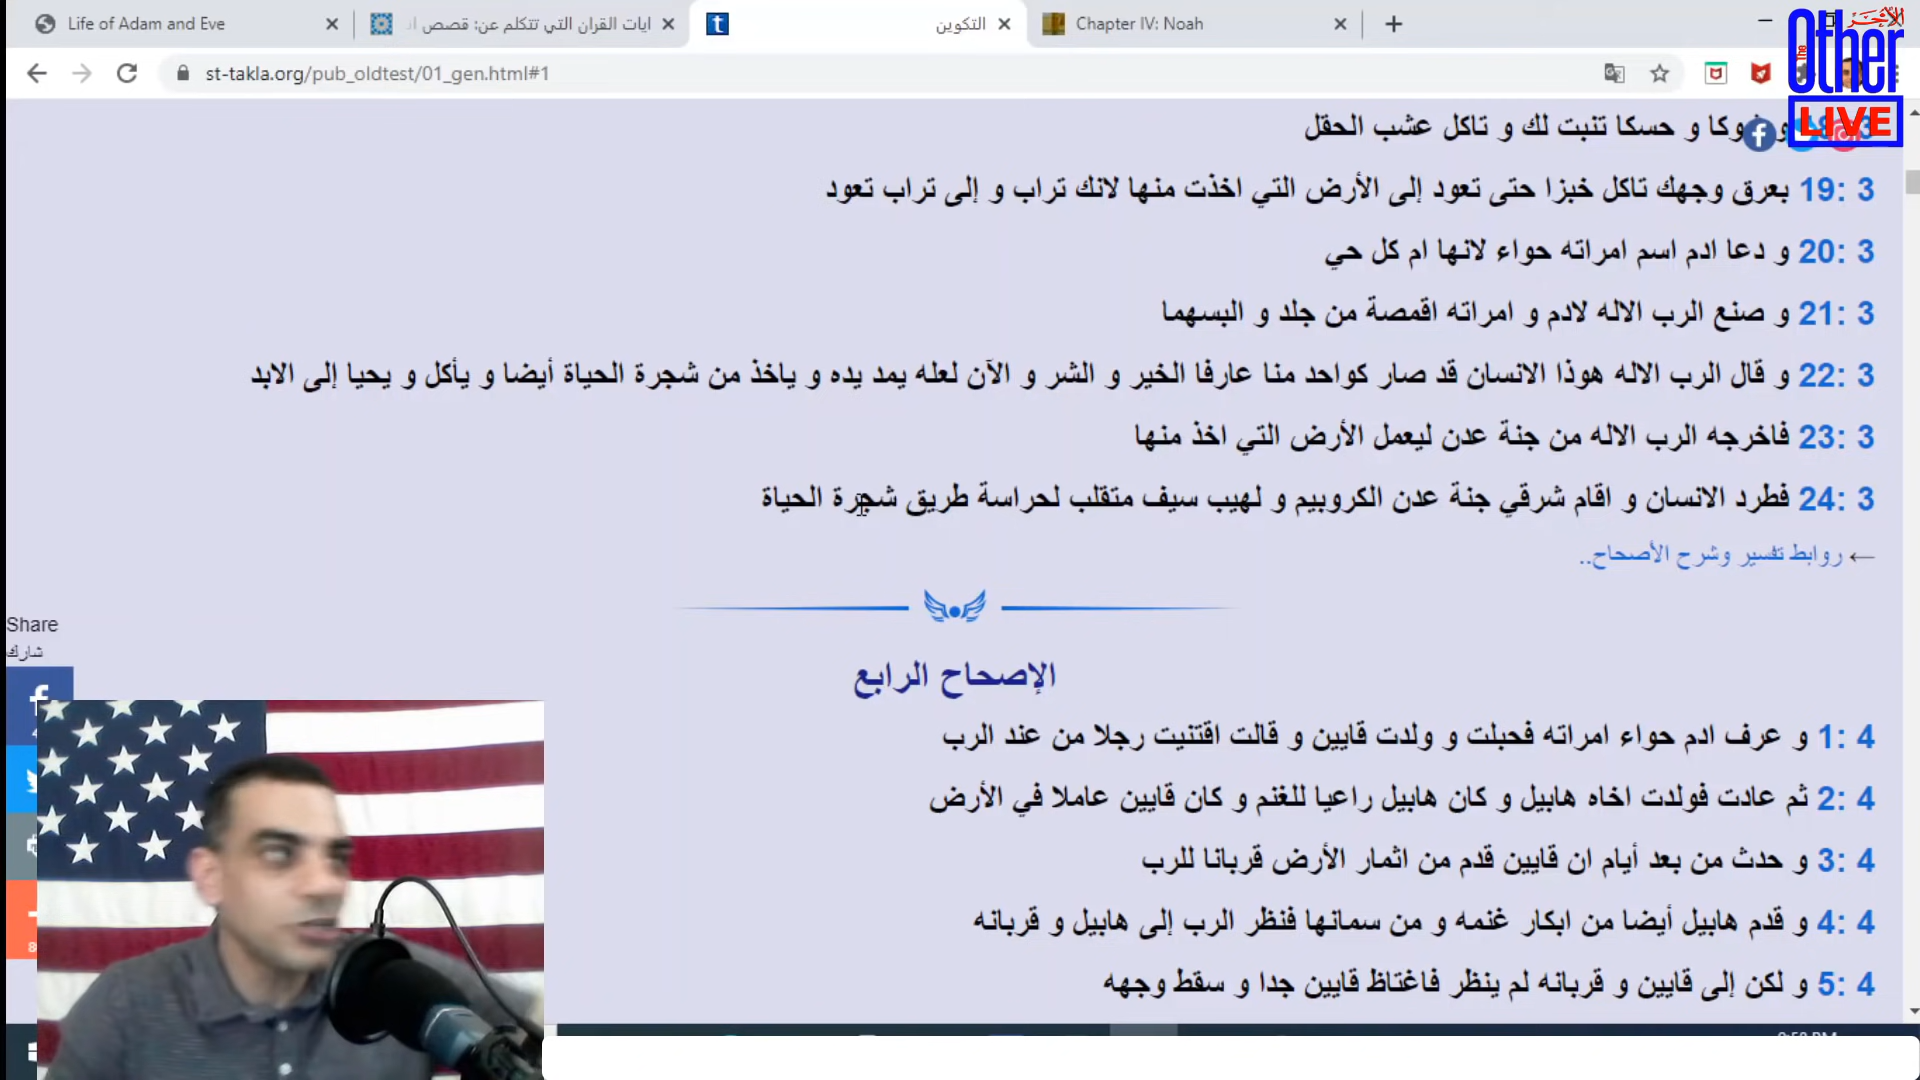 Life of Adam and Eve
ايات القران التي تتكلم عن: قصص
التكوين
Chapter IV: Noah
الآخر
The Other
LIVE
st-takla.org/pub_oldtest/01_gen.html#1
و حسكا تنبت لك و تاكل عشب الحقل
3 :19 بعرق وجهك تاكل خبزا حتى تعود إلى الأرض التي اخذت منها لانك تراب و إلى تراب تعود
3 :20 و دعا ادم اسم امراته حواء لانها ام كل حي
3 :21 و صنع الرب الاله لادم و امراته اقمصة من جلد و البسهما
3 :22 و قال الرب الاله هوذا الانسان قد صار كواحد منا عارفا الخير و الشر و الآن لعله يمد يده و ياخذ من شجرة الحياة أيضا و يأكل و يحيا إلى الابد
3 :23 فاخرجه الرب الاله من جنة عدن ليعمل الأرض التي اخذ منها
3 :24 فطرد الانسان و اقام شرقي جنة عدن الكروبيم و لهيب سيف متقلب لحراسة طريق شجرة الحياة
← روابط تفسير وشرح الأصحاح..
Share
شارك
الإصحاح الرابع
4 :1 و عرف ادم حواء امراته فحبلت و ولدت قايين و قالت اقتنيت رجلا من عند الرب
4 :2 ثم عادت فولدت اخاه هابيل و كان هابيل راعيا للغنم و كان قايين عاملا في الأرض
4 :3 و حدث من بعد أيام ان قايين قدم من اثمار الأرض قربانا للرب
4 :4 و قدم هابيل أيضا من ابكار غنمه و من سمانها فنظر الرب إلى هابيل و قربانه
4 :5 و لكن إلى قايين و قربانه لم ينظر فاغتاظ قايين جدا و سقط وجهه